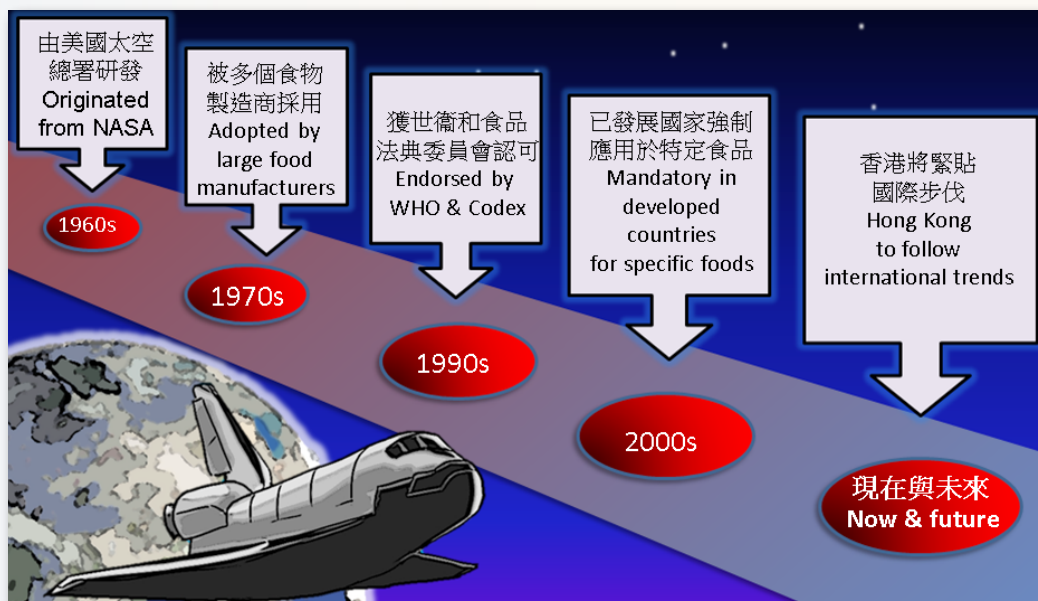 由美國太空
總署研發
Originated
from NASA
1960s
被多個食物
製造商採用
Adopted by
large food
manufacturers
1970s
獲世衞和食品
法典委員會認可
Endorsed by
WHO & Codex
1990s
已發展國家強制
應用於特定食品
Mandatory in
developed
countries
for specific foods
2000s
香港將緊貼
國際步伐
Hong Kong
to follow
international trends
現在與未來
Now & future